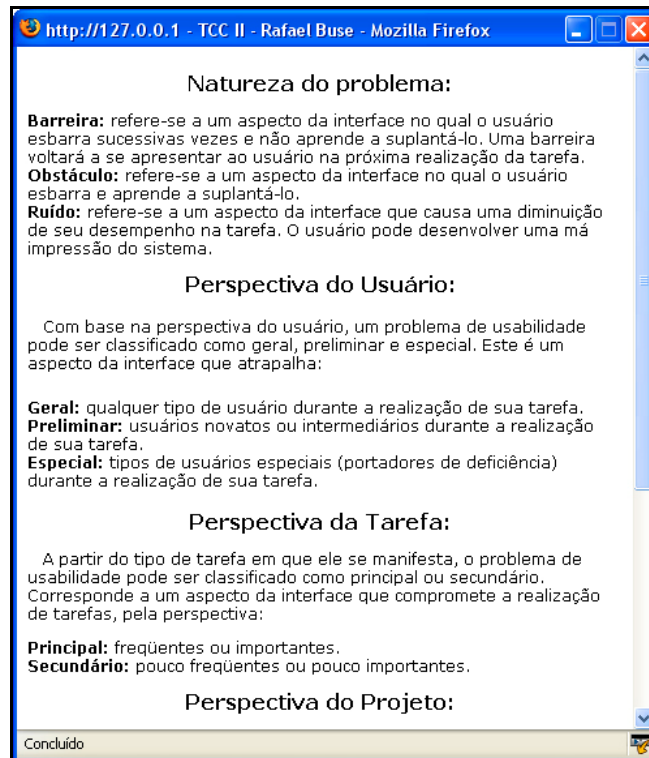 http://127.0.0.1 - TCC II - Rafael Buse - Mozilla Firefox
Natureza do problema:
Barreira: refere-se a um aspecto da interface no qual o usuário
esbarra sucessivas vezes e não aprende a suplantá-lo. Uma barreira
voltará a se apresentar ao usuário na próxima realização da tarefa.
Obstáculo: refere-se a um aspecto da interface no qual o usuário
esbarra e aprende a suplantá-lo.
Ruído: refere-se a um aspecto da interface que causa uma diminuição
de seu desempenho na tarefa. O usuário pode desenvolver uma má
impressão do sistema.
Perspectiva do Usuário:
Com base na perspectiva do usuário, um problema de usabilidade
pode ser classificado como geral, preliminar e especial. Este é um
aspecto da interface que atrapalha:
Geral: qualquer tipo de usuário durante a realização de sua tarefa.
Preliminar: usuários novatos ou intermediários durante a realização
de sua tarefa.
Especial: tipos de usuários especiais (portadores de deficiência)
durante a realização de sua tarefa.
Perspectiva da Tarefa:
A partir do tipo de tarefa em que ele se manifesta, o problema de
usabilidade pode ser classificado como principal ou secundário.
Corresponde a um aspecto da interface que compromete a realização
de tarefas, pela perspectiva:
Principal: freqüentes ou importantes.
Secundário: pouco freqüentes ou pouco importantes.
Perspectiva do Projeto:
Concluído